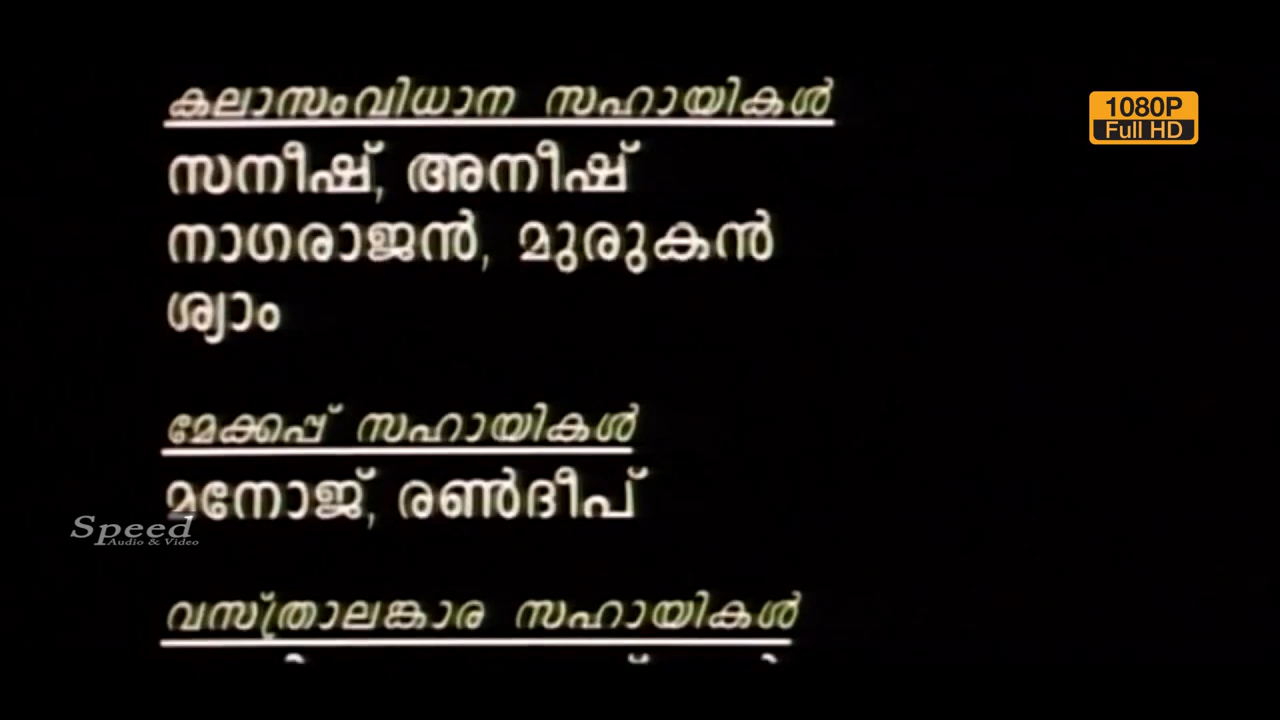 കലാസംവിധാന സഹായികൾ
1080P
Full HD
സനീഷ്, അനീഷ്
നാഗരാജൻ, മുരുകൻ
ശ്യാം
മേക്കപ്പ് സഹായികൾ
മനോജ്, രൺദീപ്
Speed
Audio & Video
വസ്ത്രാലങ്കാര സഹായികൾ